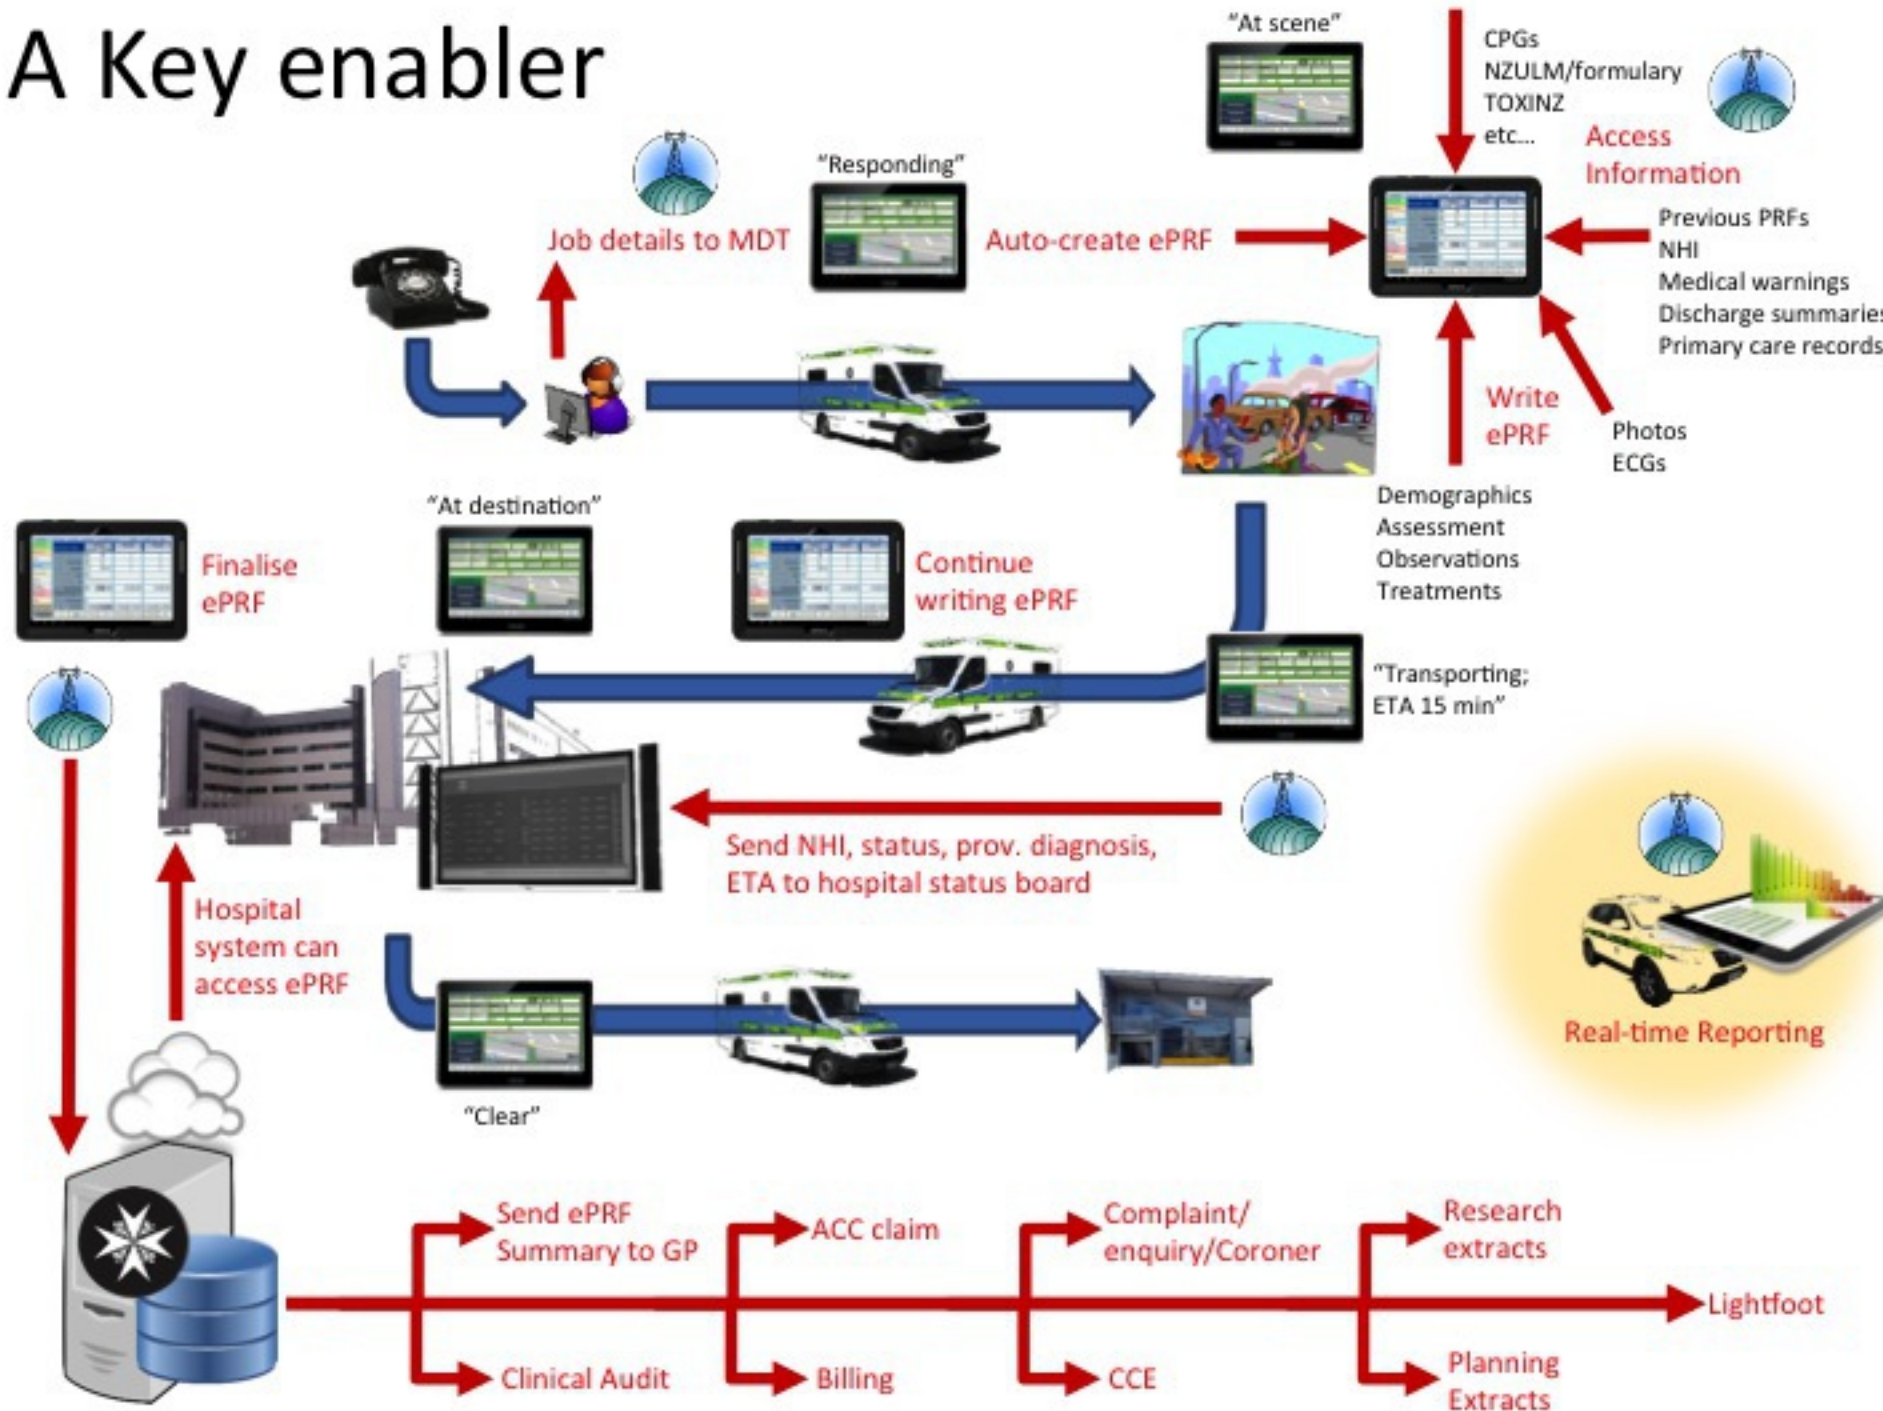 A Key enabler
“At scene”
CPGs
NZULM/formulary
TOXINZ
etc...
Access
Information
“Responding”
Job details to MDT
Auto-create ePRF
Previous PRFs
NHI
Medical warnings
Discharge summaries
Primary care records
Write
ePRF
Photos
ECGs
Demographics
Assessment
Observations
Treatments
“At destination”
Finalise
ePRF
Continue
writing ePRF
“Transporting;
ETA 15 min”
Send NHI, status, prov. diagnosis,
ETA to hospital status board
Hospital
system can
access ePRF
Real-time Reporting
“Clear”
Send ePRF
Summary to GP
ACC claim
Complaint/
enquiry/Coroner
Research
extracts
Lightfoot
Clinical Audit
Billing
CCE
Planning
Extracts